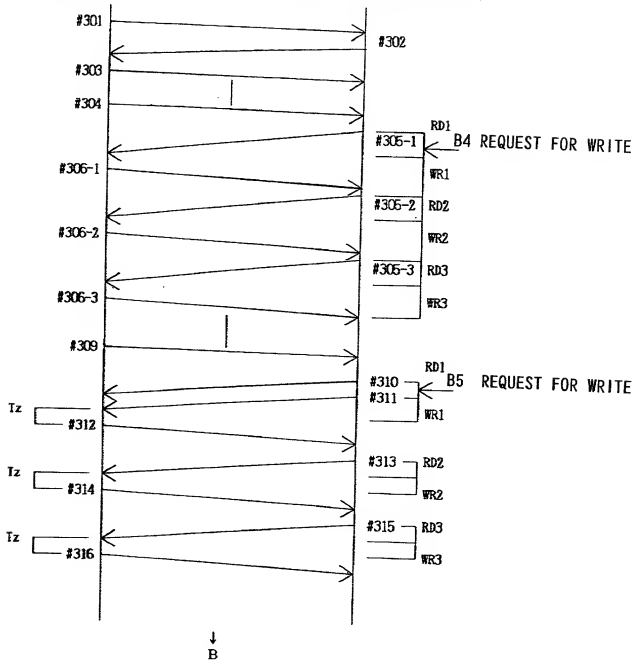 #301
#302
#303
#304
RD1
#305-1 B4 REQUEST FOR WRITE
#306-1 WR1
#305-2 RD2
#306-2 WR2
#305-3 RD3
#306-3 WR3
#309
RD1
#310 B5 REQUEST FOR WRITE
#311
Tz #312 WR1
#313 RD2
Tz #314 WR2
#315 RD3
Tz #316 WR3
B